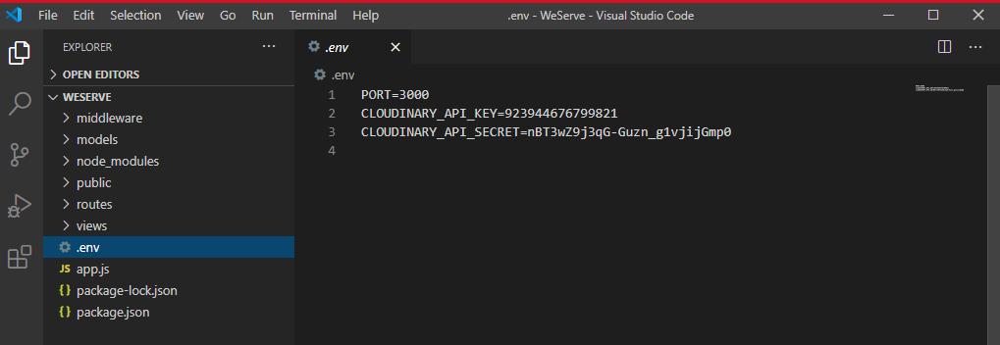 File Edit Selection View Go Run Terminal Help .env - WeServe - Visual Studio Code
EXPLORER ...
OPEN EDITORS
WESERVE
middleware
models
node_modules
public
routes
views
.env
JS app.js
{} package-lock.json
{} package.json
.env
.env
1 PORT=3000
2 CLOUDINARY_API_KEY=923944676799821
3 CLOUDINARY_API_SECRET=nBT3wZ9j3qG-Guzn_g1vjijGmp0
4